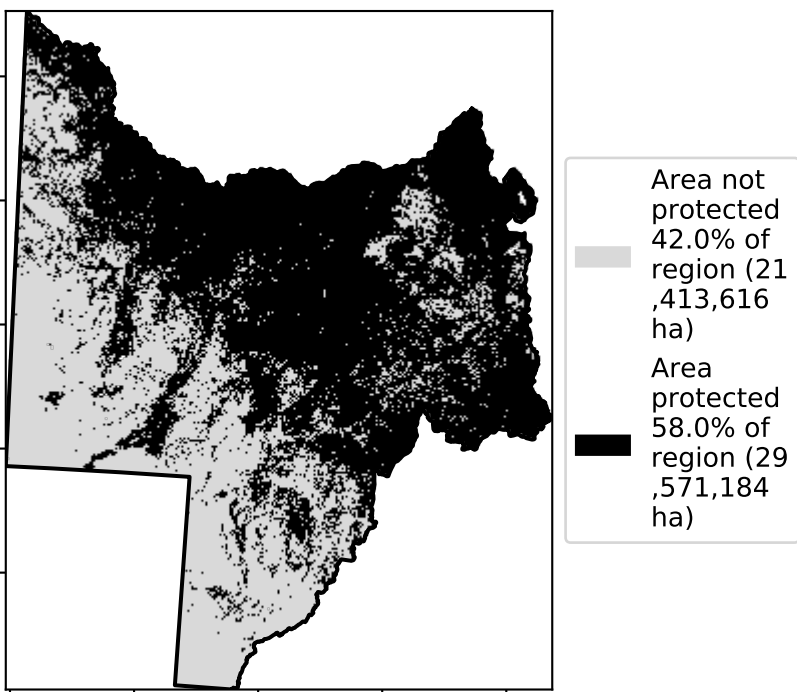 Area not
protected
42.0% of
region (21
,413,616
ha)
Area
protected
58.0% of
region (29
,571,184
ha)